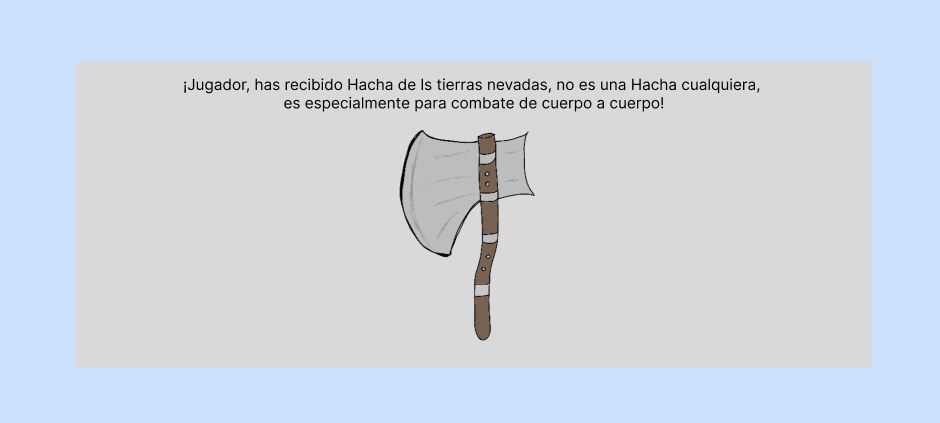 ¡Jugador, has recibido Hacha de ls tierras nevadas, no es una Hacha cualquiera,
es especialmente para combate de cuerpo a cuerpo!